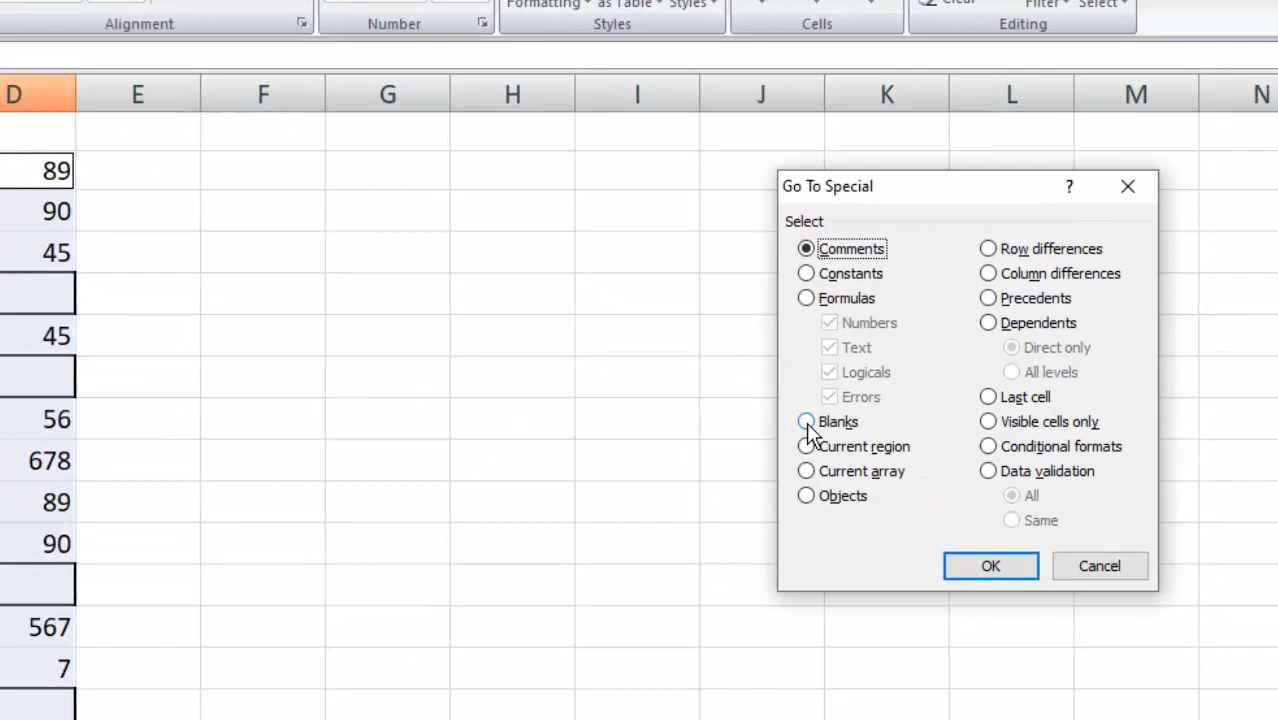 Formatting as Table Styles Clear Filter Select
Alignment Number Styles Cells Editing
D E F G H I J K L M N
89
90
45
45
56
678
89
90
567
7
Go To Special ?
Select
Comments Row differences
Constants Column differences
Formulas Precedents
Numbers Dependents
Text Direct only
Logicals All levels
Errors Last cell
Blanks Visible cells only
Current region Conditional formats
Current array Data validation
Objects All
Same
OK Cancel